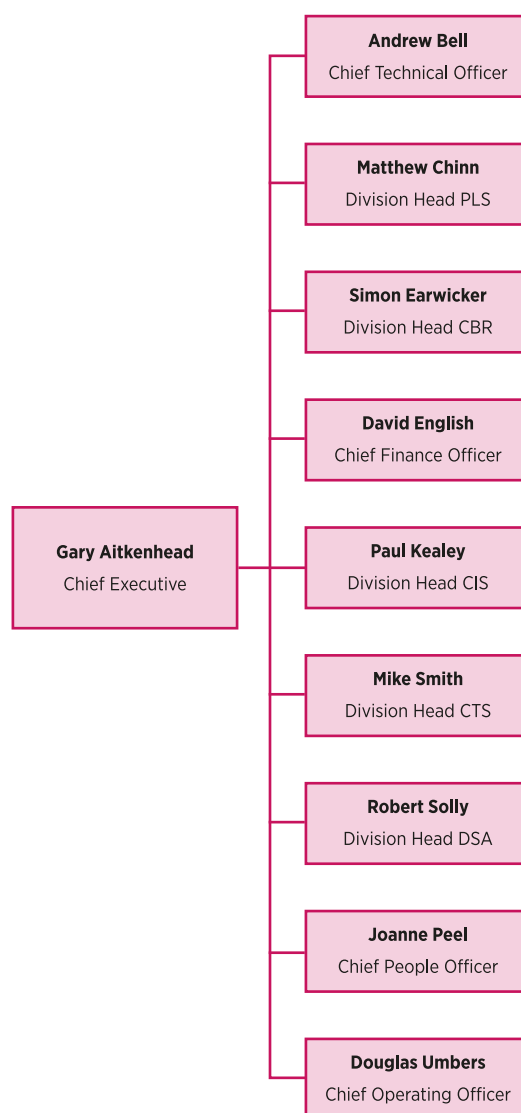 Andrew Bell
Chief Technical Officer
Matthew Chinn
Division Head PLS
Simon Earwicker
Division Head CBR
David English
Chief Finance Officer
Gary Aitkenhead
Chief Executive
Paul Kealey
Division Head CIS
Mike Smith
Division Head CTS
Robert Solly
Division Head DSA
Joanne Peel
Chief People Officer
Douglas Umbers
Chief Operating Officer